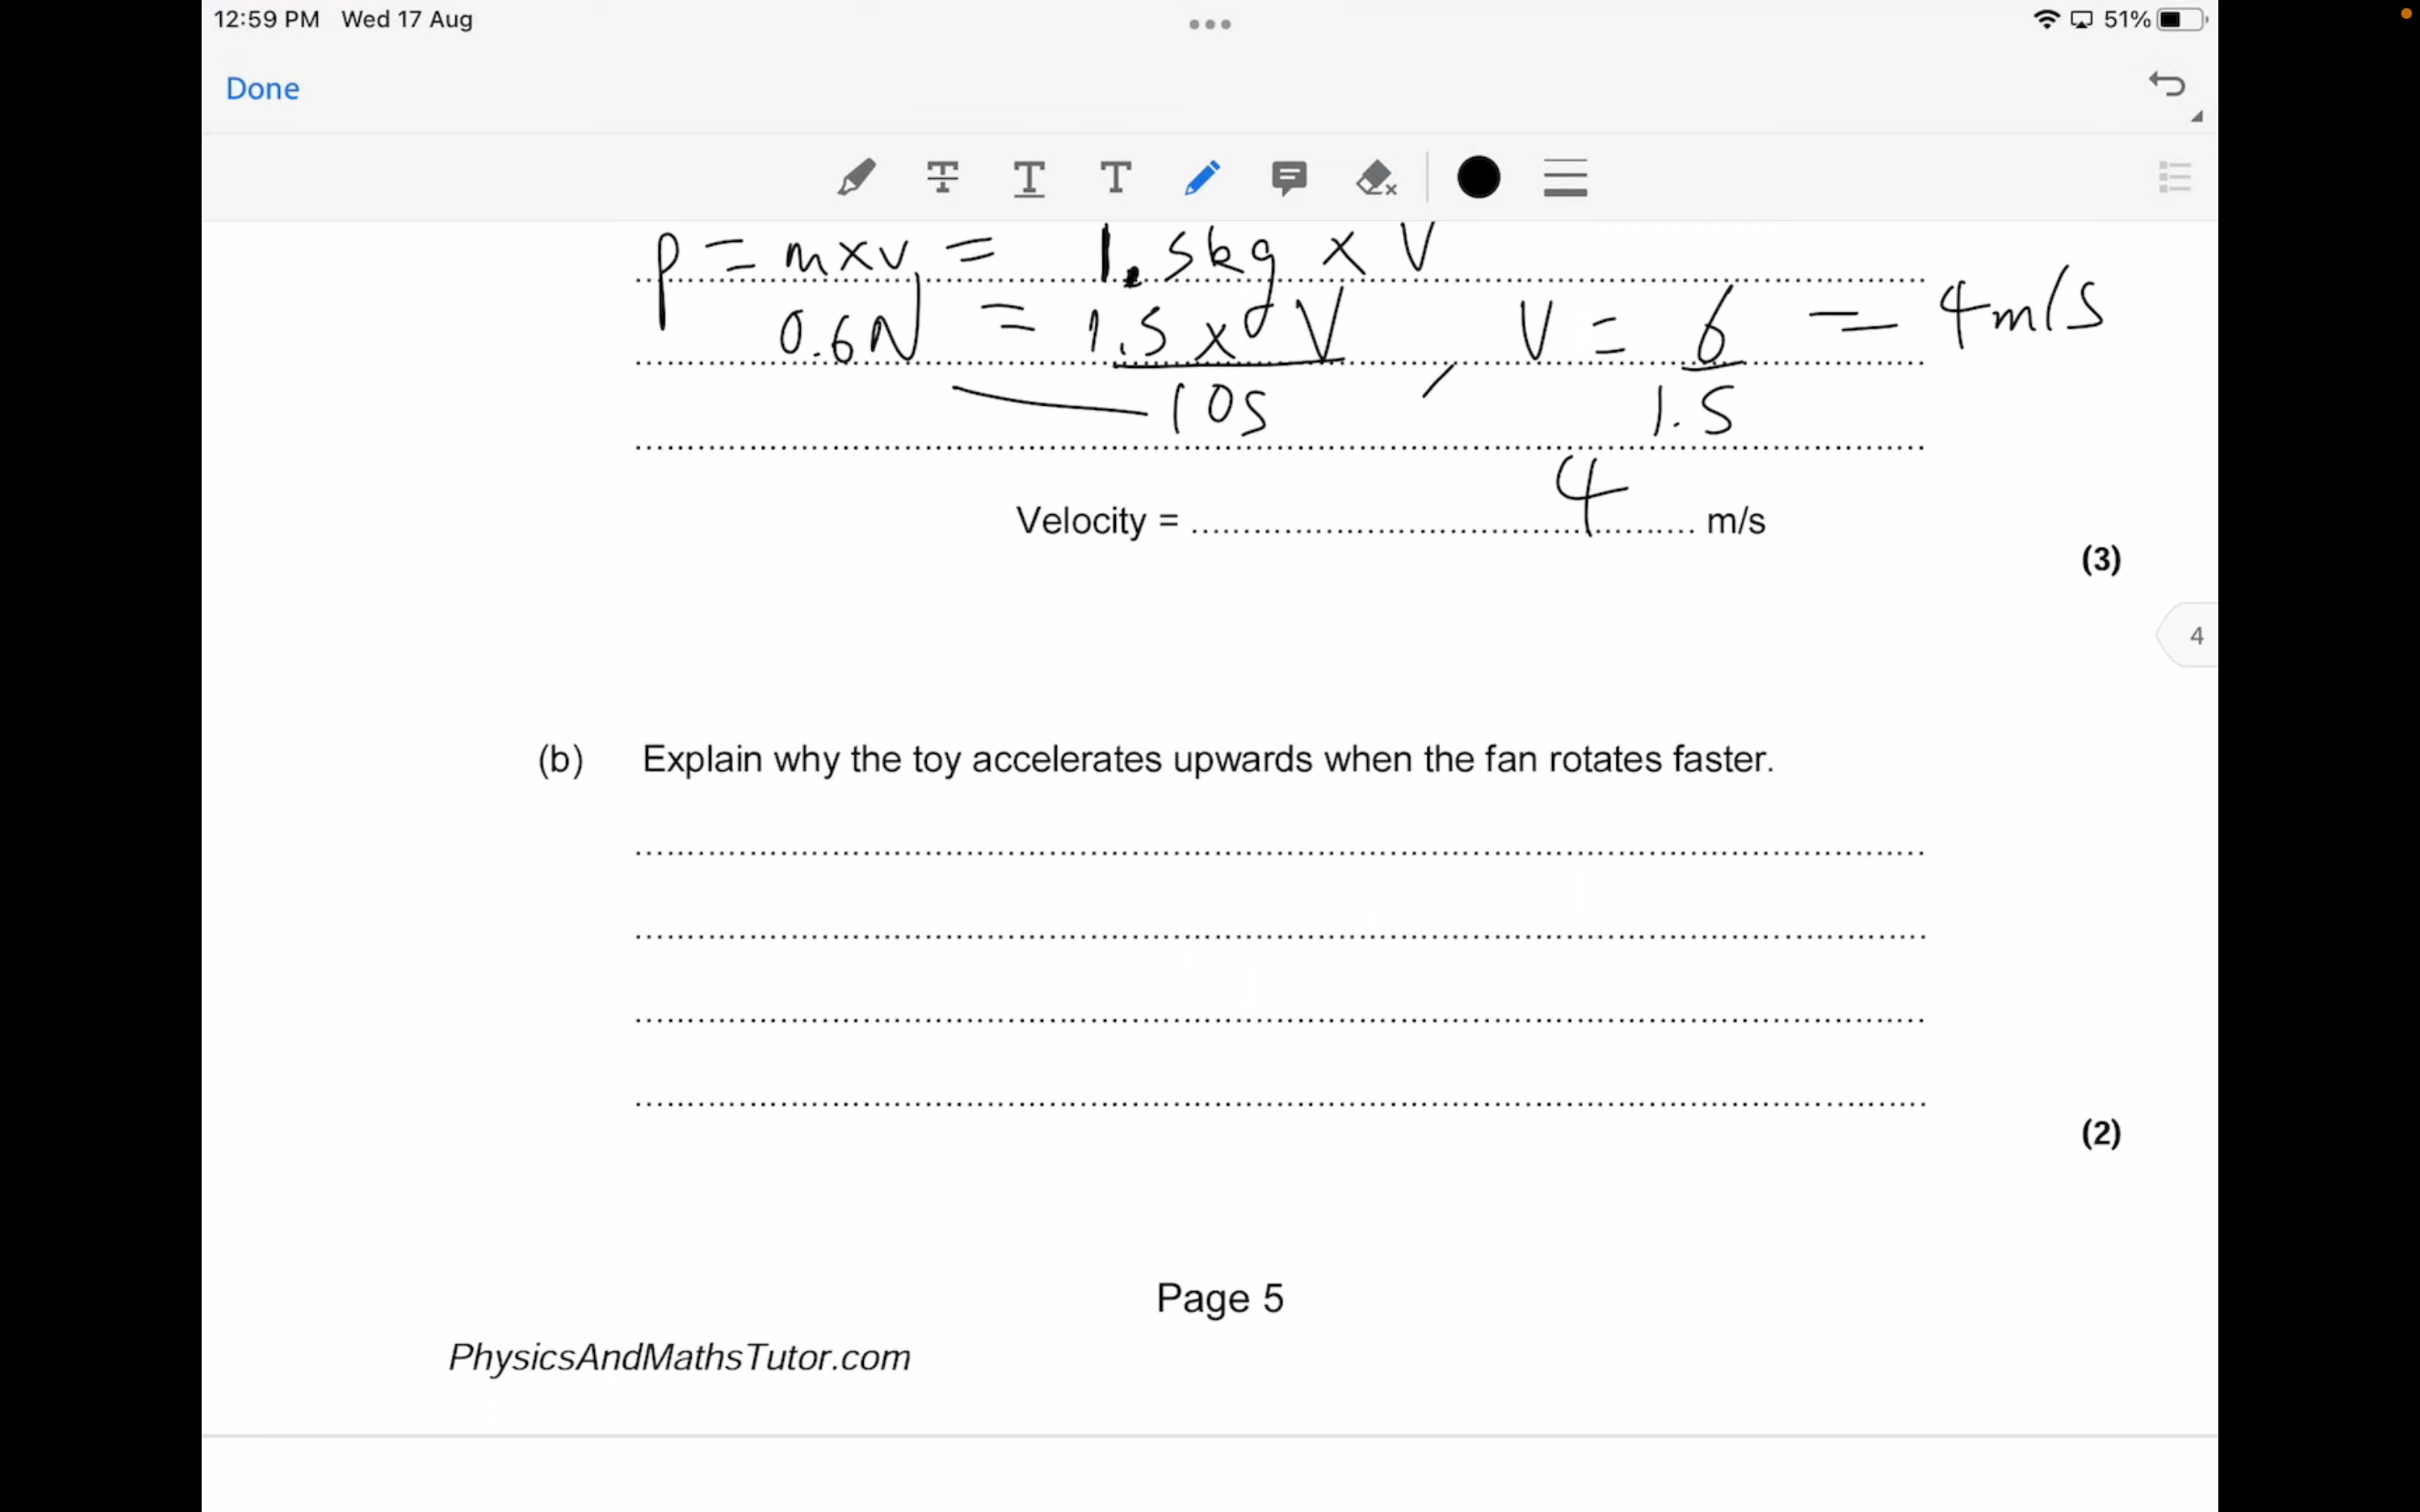 12:59 PM Wed 17 Aug
51%
Done
p = m x v = 1.5kg x V
0.6N = 1.5 x V , V = 6 = 4m/s
10s 1.5
4
Velocity = .......... m/s
(3)
4
(b) Explain why the toy accelerates upwards when the fan rotates faster.
(2)
Page 5
PhysicsAndMathsTutor.com